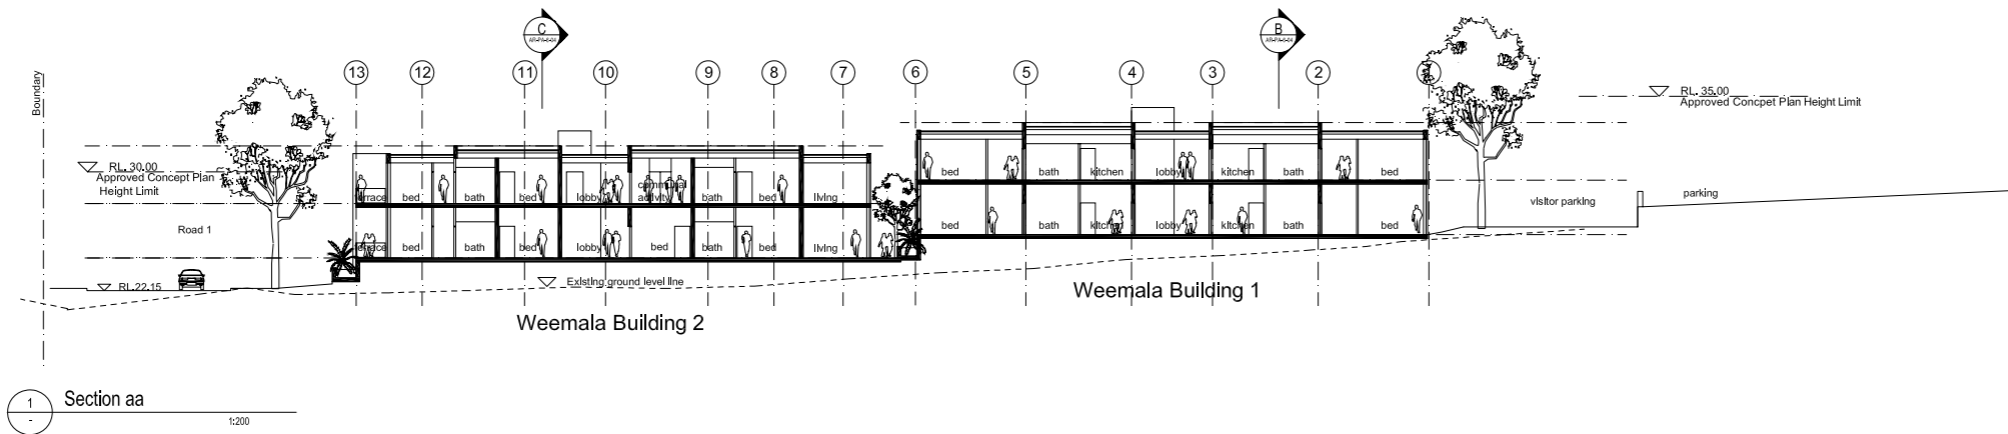 C
B
13
12
11
10
9
8
7
6
5
4
3
2
Boundary
RL. 35.00
Approved Concpet Plan Height Limit
RL. 30.00
Approved Concept Plan
Height Limit
bed
bath
kitchen
lobby
kitchen
bath
bed
terrace
bed
bath
bed
lobby
communal
activity
bath
bed
living
parking
visitor parking
Road 1
bed
bath
kitchen
lobby
kitchen
bath
bed
terrace
bed
bath
bed
lobby
bed
bath
bed
living
RL.22.15
Existing ground level line
Weemala Building 1
Weemala Building 2
1
-
Section aa
1:200